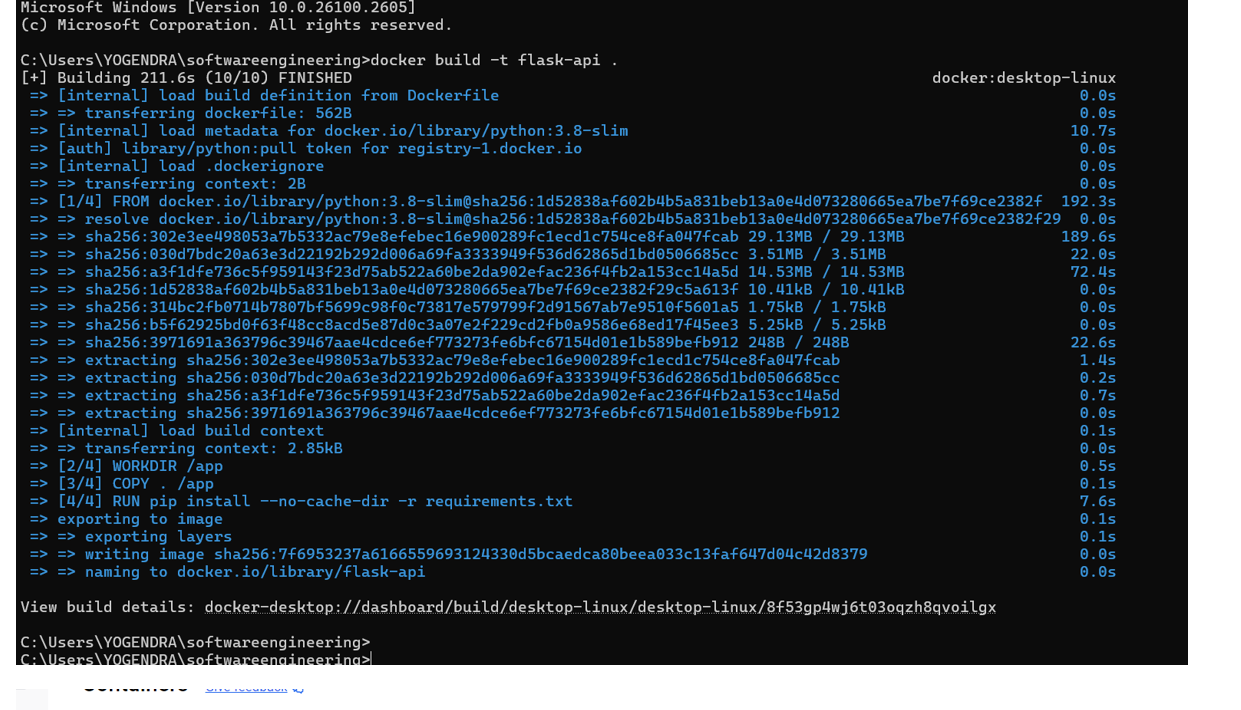 Microsoft Windows [Version 10.0.26100.2605]
(c) Microsoft Corporation. All rights reserved.
C:\Users\YOGENDRA\softwareengineering>docker build -t flask-api .
[+] Building 211.6s (10/10) FINISHED docker:desktop-linux
=> [internal] load build definition from Dockerfile 0.0s
=> => transferring dockerfile: 562B 0.0s
=> [internal] load metadata for docker.io/library/python:3.8-slim 10.7s
=> [auth] library/python:pull token for registry-1.docker.io 0.0s
=> [internal] load .dockerignore 0.0s
=> => transferring context: 2B 0.0s
=> [1/4] FROM docker.io/library/python:3.8-slim@sha256:1d52838af602b4b5a831beb13a0e4d073280665ea7be7f69ce2382f 192.3s
=> => resolve docker.io/library/python:3.8-slim@sha256:1d52838af602b4b5a831beb13a0e4d073280665ea7be7f69ce2382f29 0.0s
=> => sha256:302e3ee498053a7b5332ac79e8efebec16e900289fc1ecd1c754ce8fa047fcab 29.13MB / 29.13MB 189.6s
=> => sha256:030d7bdc20a63e3d22192b292d006a69fa3333949f536d62865d1bd0506685cc 3.51MB / 3.51MB 22.0s
=> => sha256:a3f1dfe736c5f959143f23d75ab522a60be2da902efac236f4fb2a153cc14a5d 14.53MB / 14.53MB 72.4s
=> => sha256:1d52838af602b4b5a831beb13a0e4d073280665ea7be7f69ce2382f29c5a613f 10.41kB / 10.41kB 0.0s
=> => sha256:314bc2fb0714b7807bf5699c98f0c73817e579799f2d91567ab7e9510f5601a5 1.75kB / 1.75kB 0.0s
=> => sha256:b5f62925bd0f63f48cc8acd5e87d0c3a07e2f229cd2fb0a9586e68ed17f45ee3 5.25kB / 5.25kB 0.0s
=> => sha256:3971691a363796c39467aae4cdce6ef773273fe6bfc67154d01e1b589befb912 248B / 248B 22.6s
=> => extracting sha256:302e3ee498053a7b5332ac79e8efebec16e900289fc1ecd1c754ce8fa047fcab 1.4s
=> => extracting sha256:030d7bdc20a63e3d22192b292d006a69fa3333949f536d62865d1bd0506685cc 0.2s
=> => extracting sha256:a3f1dfe736c5f959143f23d75ab522a60be2da902efac236f4fb2a153cc14a5d 0.7s
=> => extracting sha256:3971691a363796c39467aae4cdce6ef773273fe6bfc67154d01e1b589befb912 0.0s
=> [internal] load build context 0.1s
=> => transferring context: 2.85kB 0.0s
=> [2/4] WORKDIR /app 0.5s
=> [3/4] COPY . /app 0.1s
=> [4/4] RUN pip install --no-cache-dir -r requirements.txt 7.6s
=> exporting to image 0.1s
=> => exporting layers 0.1s
=> => writing image sha256:7f6953237a6166559693124330d5bcaedca80beea033c13faf647d04c42d8379 0.0s
=> => naming to docker.io/library/flask-api 0.0s
View build details: docker-desktop://dashboard/build/desktop-linux/desktop-linux/8f53gp4wj6t03oqzh8qvoilgx
C:\Users\YOGENDRA\softwareengineering>
C:\Users\YOGENDRA\softwareengineering>
Containers Give feedback